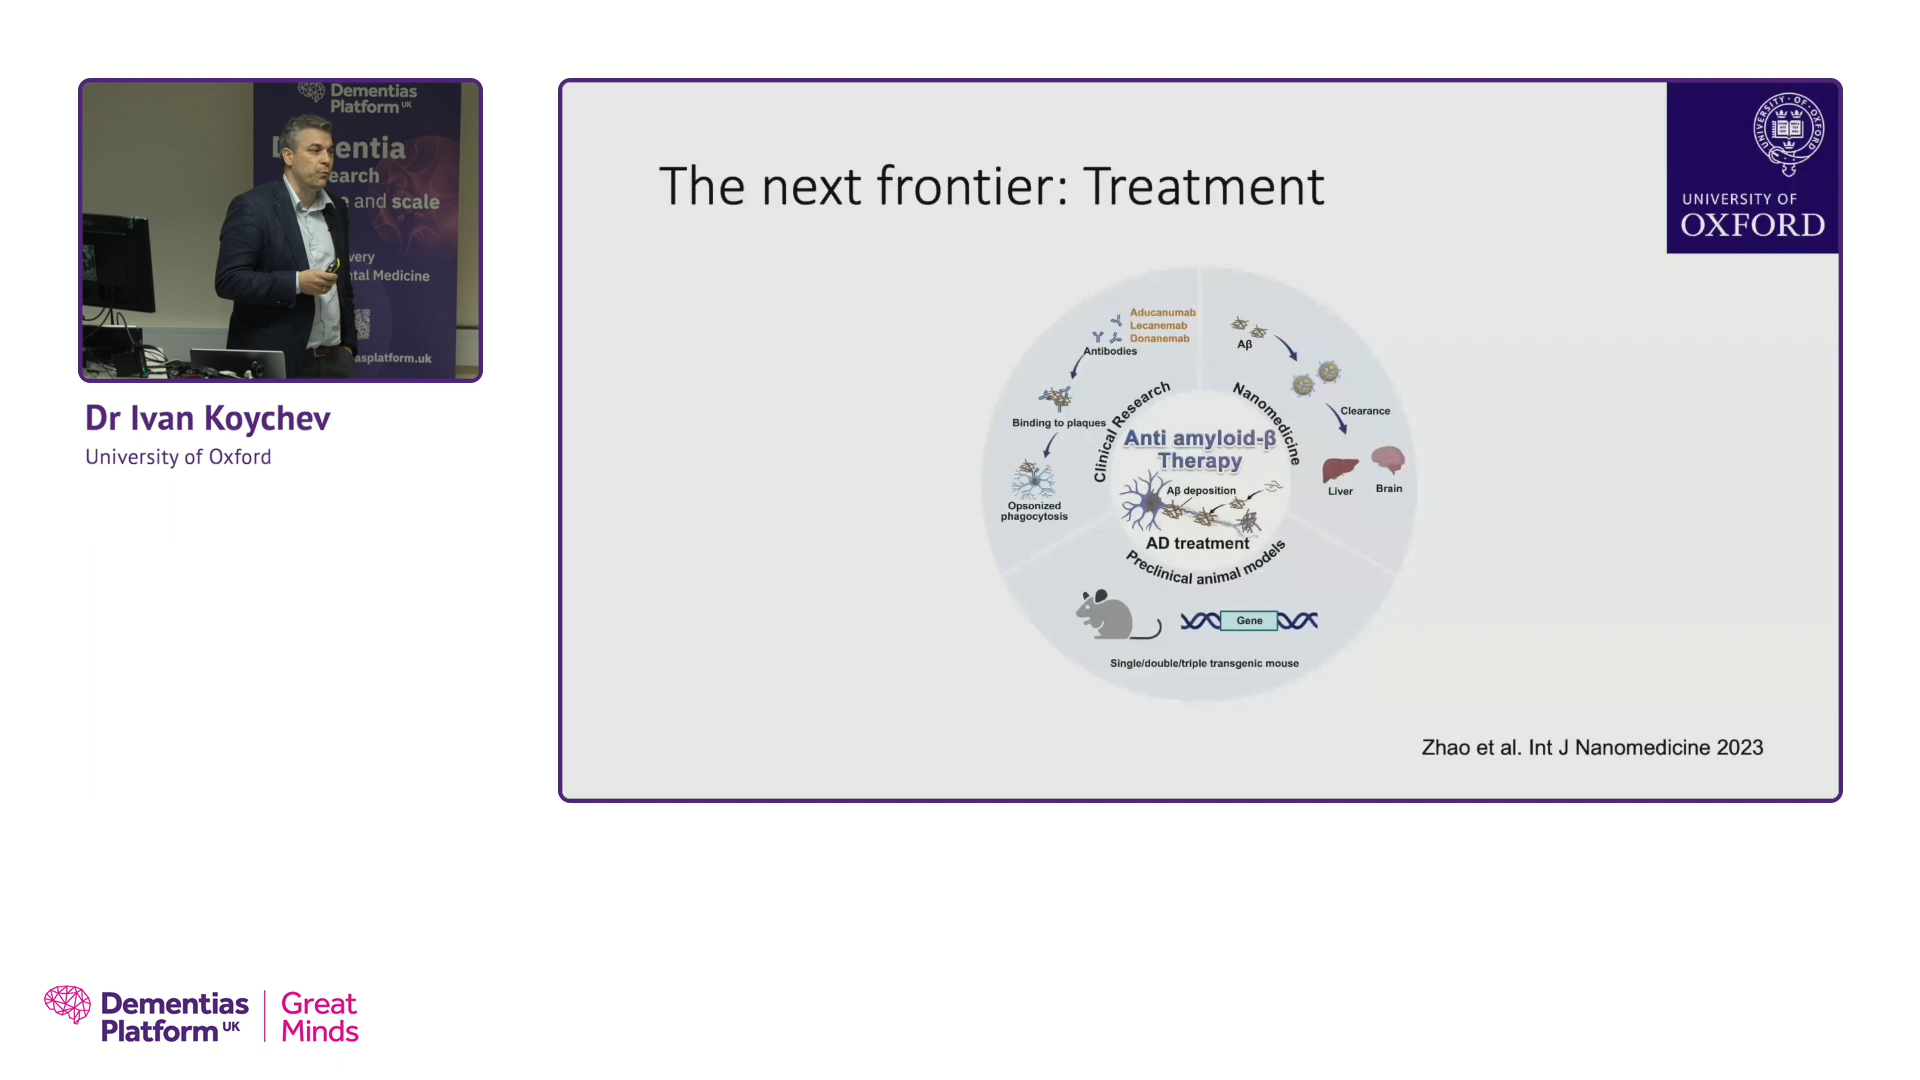 Dementias
Platform UK
entia
earch
and scale
very
tal Medicine
asplatform.uk
Dr Ivan Koychev
University of Oxford
The next frontier: Treatment
UNIVERSITY OF OXFORD
UNIVERSITY OF
OXFORD
Aducanumab
Lecanemab
Donanemab
Antibodies
Binding to plaques
Opsonized
phagocytosis
Clinical Research
Aβ
Clearance
Liver
Brain
Nanomedicine
Anti amyloid-β
Therapy
Aβ deposition
AD treatment
Preclinical animal models
Gene
Single/double/triple transgenic mouse
Zhao et al. Int J Nanomedicine 2023
Dementias
Platform UK
Great
Minds